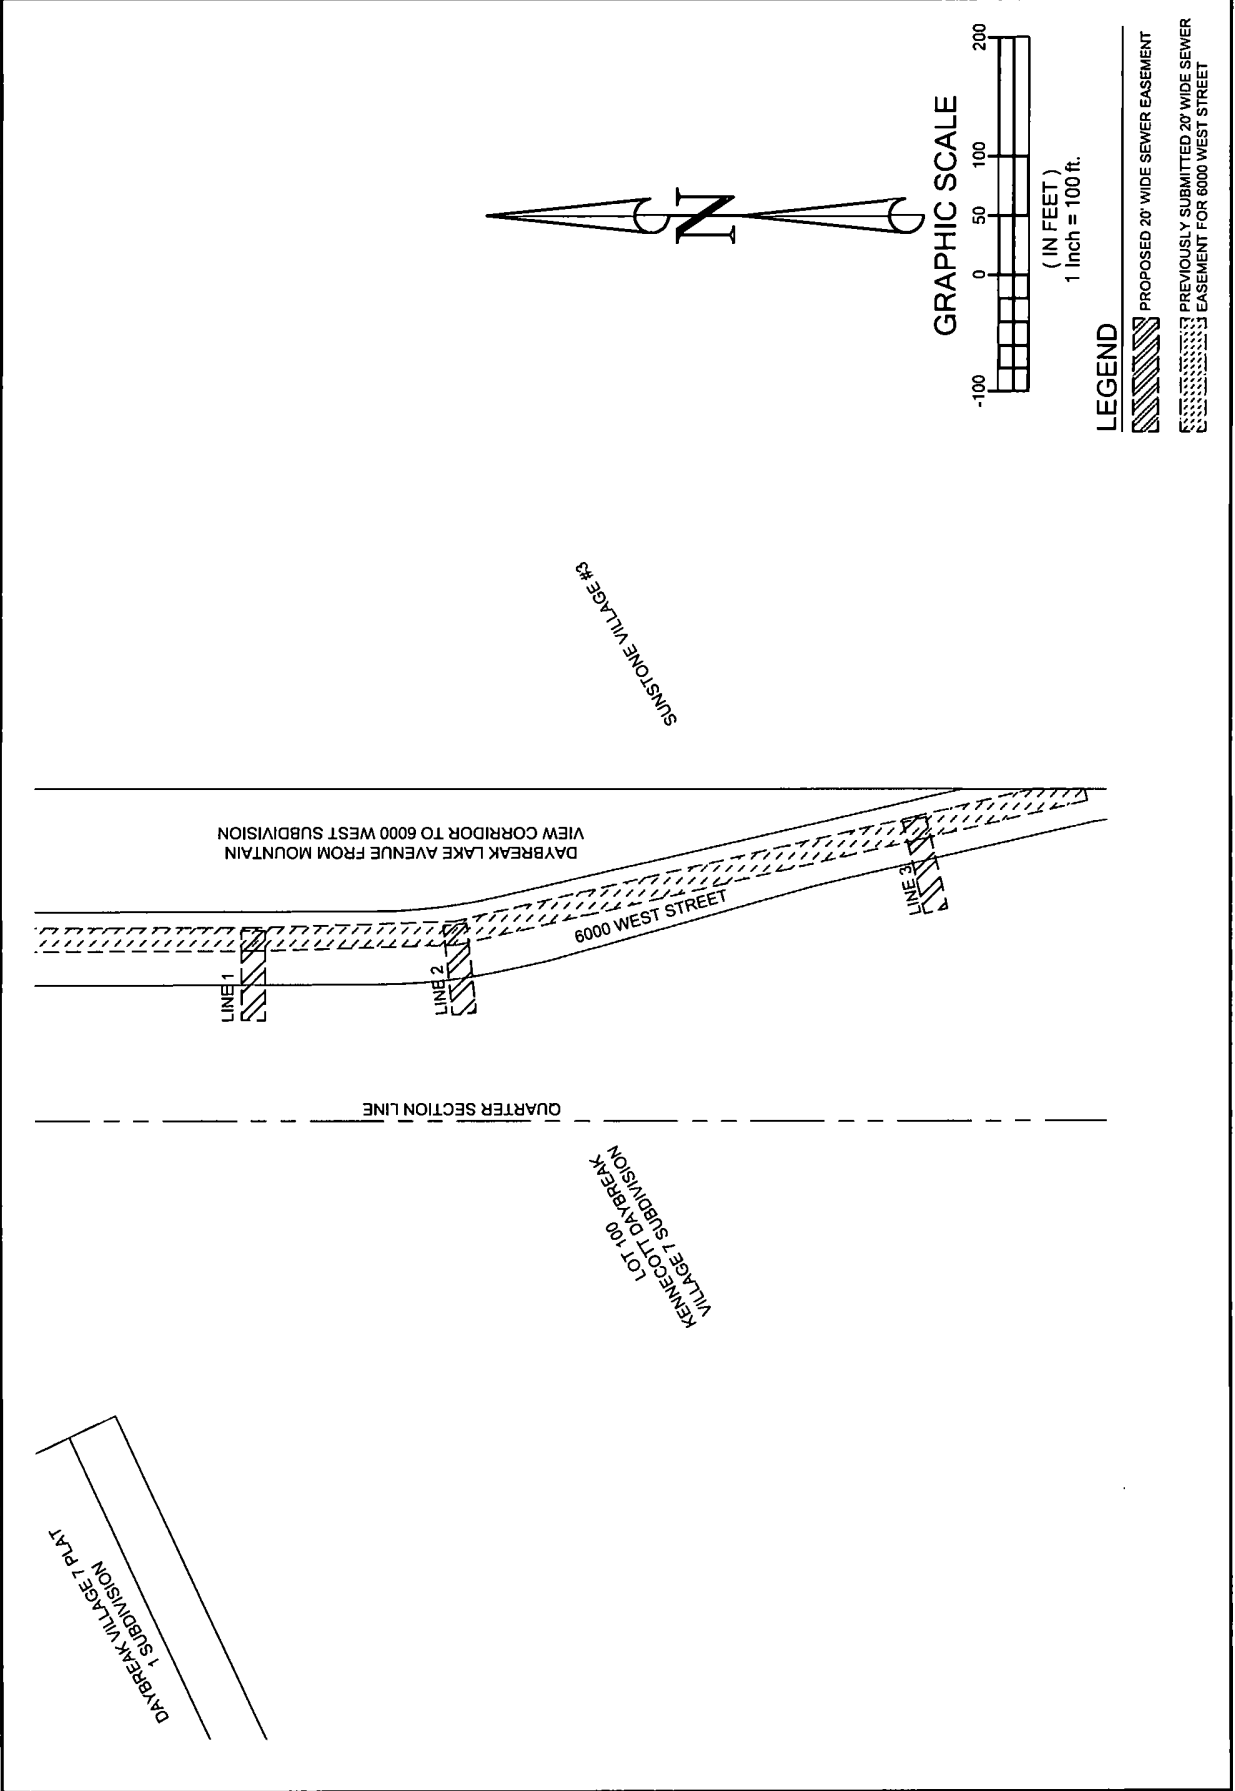 DAYBREAK VILLAGE 7 PLAT
1 SUBDIVISION
LOT 100
KENNECOTT DAYBREAK
VILLAGE 7 SUBDIVISION
QUARTER SECTION LINE
LINE 1
LINE 2
LINE 3
6000 WEST STREET
DAYBREAK LAKE AVENUE FROM MOUNTAIN
VIEW CORRIDOR TO 6000 WEST SUBDIVISION
SUNSTONE VILLAGE #3
N
GRAPHIC SCALE
-100 0 50 100 200
( IN FEET )
1 Inch = 100 ft.
LEGEND
PROPOSED 20' WIDE SEWER EASEMENT
PREVIOUSLY SUBMITTED 20' WIDE SEWER
EASEMENT FOR 6000 WEST STREET